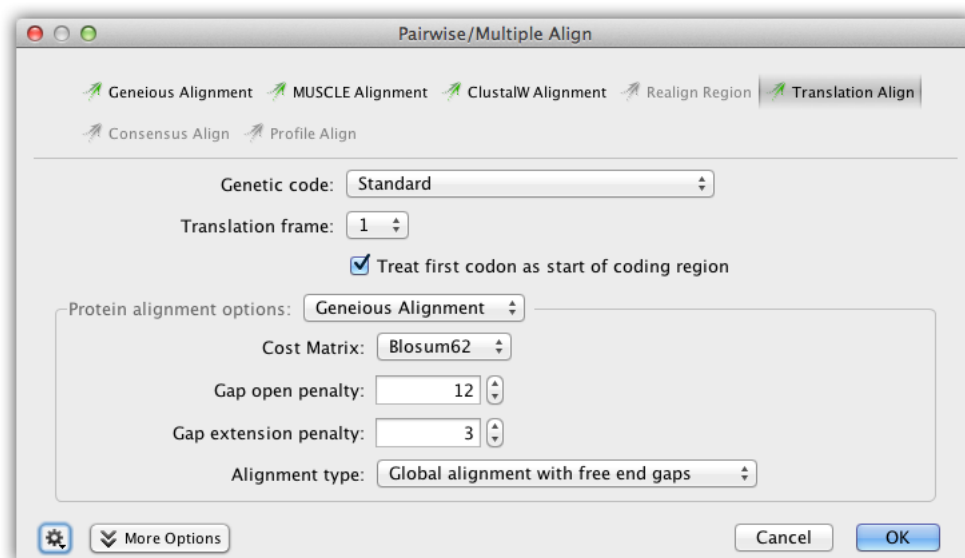 Pairwise/Multiple Align
Geneious Alignment MUSCLE Alignment ClustalW Alignment Realign Region Translation Align
Consensus Align Profile Align
Genetic code: Standard
Translation frame: 1
Treat first codon as start of coding region
Protein alignment options: Geneious Alignment
Cost Matrix: Blosum62
Gap open penalty: 12
Gap extension penalty: 3
Alignment type: Global alignment with free end gaps
More Options Cancel OK